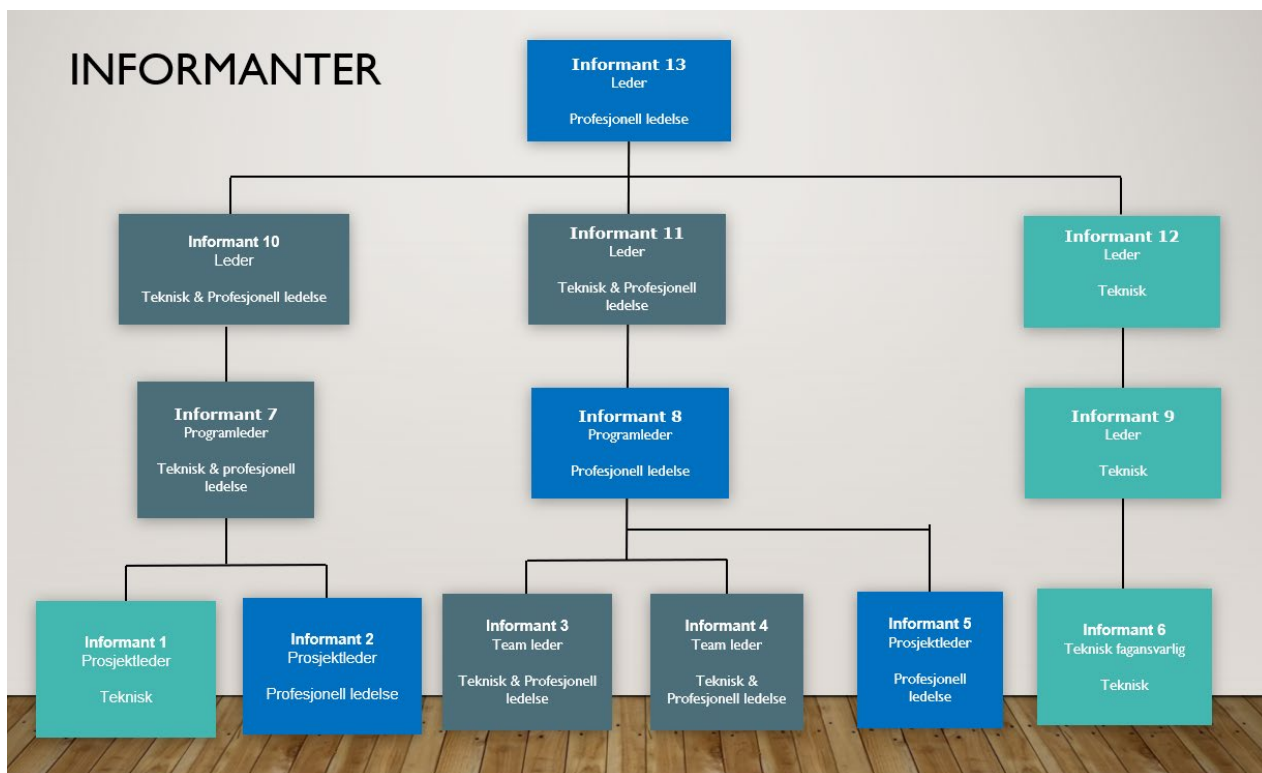 INFORMANTER
Informant 13
Leder
Profesjonell ledelse
Informant 10
Leder
Teknisk & Profesjonell ledelse
Informant 11
Leder
Teknisk & Profesjonell
ledelse
Informant 12
Leder
Teknisk
Informant 7
Programleder
Teknisk & profesjonell
ledelse
Informant 8
Programleder
Profesjonell ledelse
Informant 9
Leder
Teknisk
Informant 1
Prosjektleder
Teknisk
Informant 2
Prosjektleder
Profesjonell ledelse
Informant 3
Team leder
Teknisk & Profesjonell
ledelse
Informant 4
Team leder
Teknisk &
Profesjonell ledelse
Informant 5
Prosjektleder
Profesjonell
ledelse
Informant 6
Teknisk fagansvarlig
Teknisk